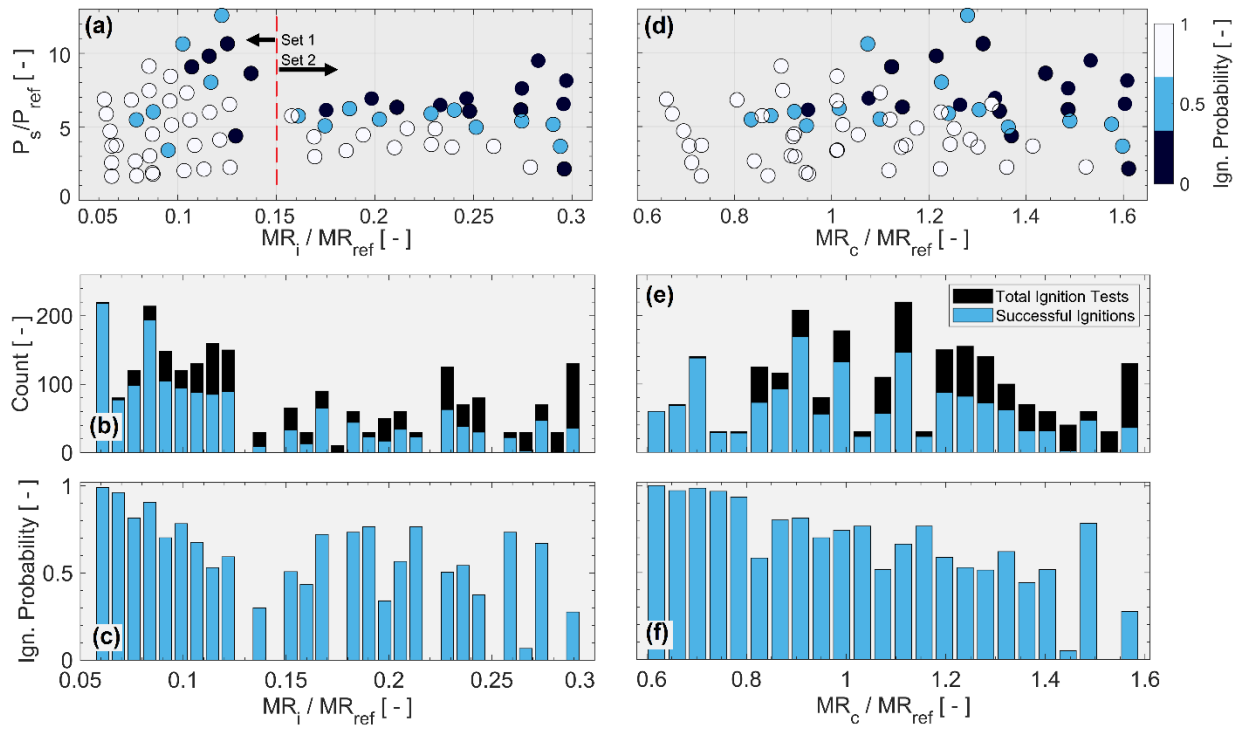 (a)
Set 1
Set 2
P_s/P_ref [ - ]
10
5
0
0.05 0.1 0.15 0.2 0.25 0.3
MR_i / MR_ref [ - ]
(d)
0.6 0.8 1 1.2 1.4 1.6
MR_c / MR_ref [ - ]
1
0.5
0
Ign. Probability [ - ]
(b)
Count [ - ]
200
100
0
(e)
Total Ignition Tests
Successful Ignitions
(c)
Ign. Probability [ - ]
1
0.5
0
0.05 0.1 0.15 0.2 0.25 0.3
MR_i / MR_ref [ - ]
(f)
0.6 0.8 1 1.2 1.4 1.6
MR_c / MR_ref [ - ]